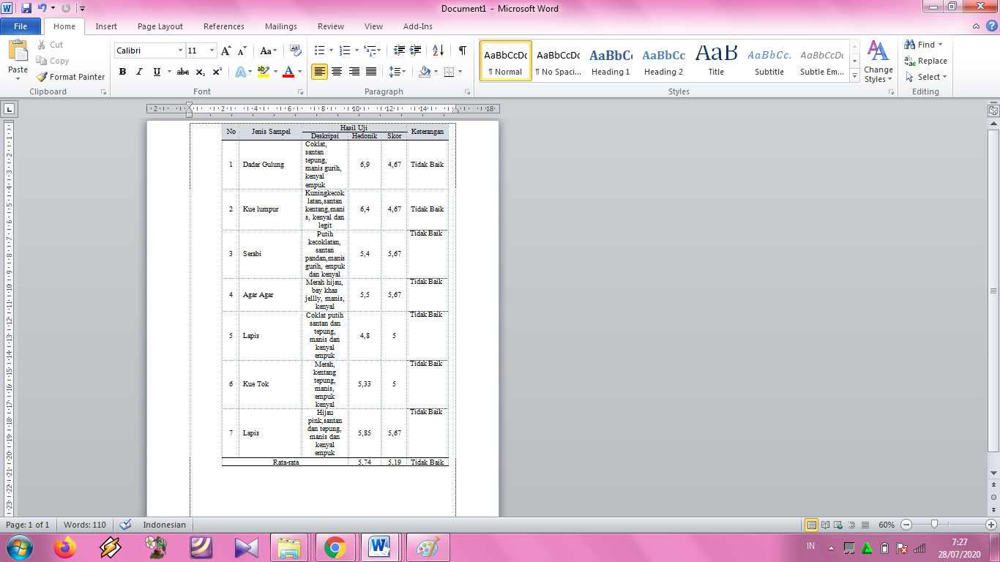 Document1 - Microsoft Word
File Home Insert Page Layout References Mailings Review View Add-Ins
Paste
Cut
Copy
Format Painter
Clipboard
Calibri 11
Font
Paragraph
AaBbCcDc AaBbCcDc AaBbCc AaBbCc AaB AaBbCc. AaBbCcDc
¶ Normal ¶ No Spaci... Heading 1 Heading 2 Title Subtitle Subtle Em...
Change Styles
Styles
Find
Replace
Select
Editing
No Jenis Sampel Hasil Uji Keterangan
Deskripsi Hedonik Skor
1 Dadar Gulung
Coklat,
santan
tepung,
manis gurih,
kenyal
empuk
6,9 4,67 Tidak Baik
2 Kue lumpur
Kuningkecok
latan,santan
kentang,mani
s, kenyal dan
legit
6,4 4,67 Tidak Baik
3 Serabi
Putih
kecoklatan,
santan
pandan,manis
gurih, empuk
dan kenyal
5,4 5,67 Tidak Baik
4 Agar Agar
Merah hijau,
bay khas
jellly, manis,
kenyal
5,5 5,67 Tidak Baik
5 Lapis
Coklat putih
santan dan
tepung,
manis dan
kenyal
empuk
4,8 5 Tidak Baik
6 Kue Tok
Merah,
kentang
tepung,
manis,
empuk
kenyal
5,33 5 Tidak Baik
7 Lapis
Hijau
pink,santan
dan tepung,
manis dan
kenyal
empuk
5,85 5,67 Tidak Baik
Rata-rata 5,74 5,19 Tidak Baik
Page: 1 of 1 Words: 110 Indonesian 60%
IN 7:27
28/07/2020